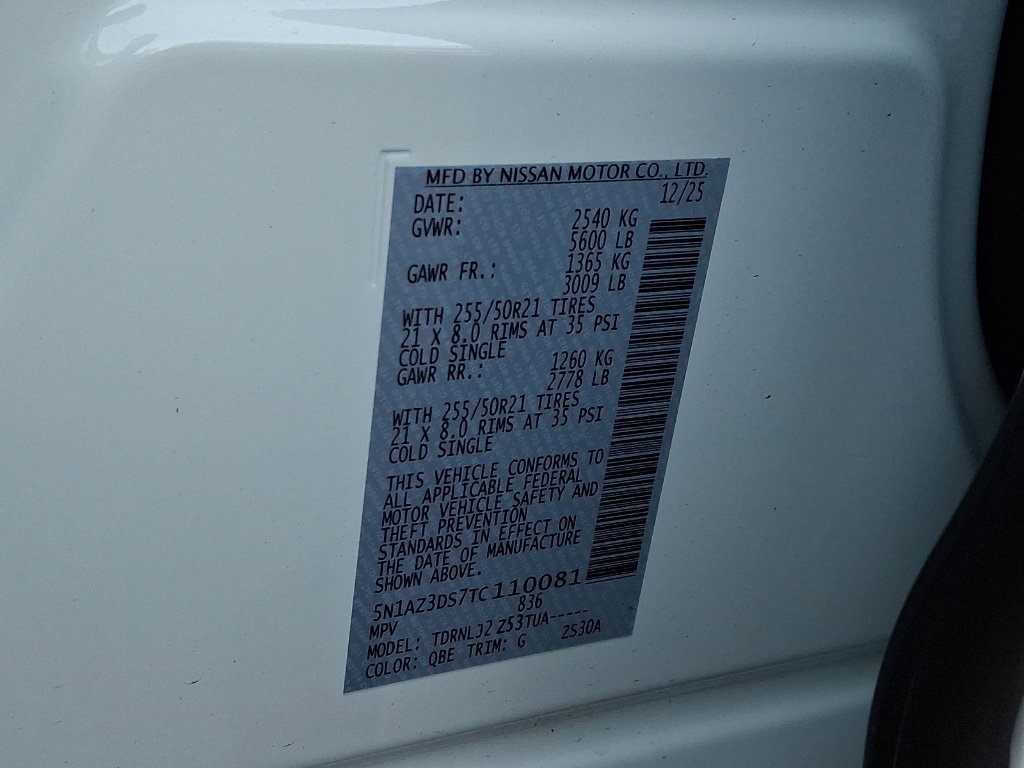 MFD BY NISSAN MOTOR CO., LTD.
DATE: 12/25
GVWR: 2540 KG
5600 LB
GAWR FR.: 1365 KG
3009 LB
WITH 255/50R21 TIRES
21 X 8.0 RIMS AT 35 PSI
COLD SINGLE
GAWR RR.: 1260 KG
2778 LB
WITH 255/50R21 TIRES
21 X 8.0 RIMS AT 35 PSI
COLD SINGLE
THIS VEHICLE CONFORMS TO
ALL APPLICABLE FEDERAL
MOTOR VEHICLE SAFETY AND
THEFT PREVENTION
STANDARDS IN EFFECT ON
THE DATE OF MANUFACTURE
SHOWN ABOVE.
5N1AZ3DS7TC110081
MPV 836
MODEL: TDRNLJ2 Z53TUA-----
COLOR: QBE TRIM: G ZS30A